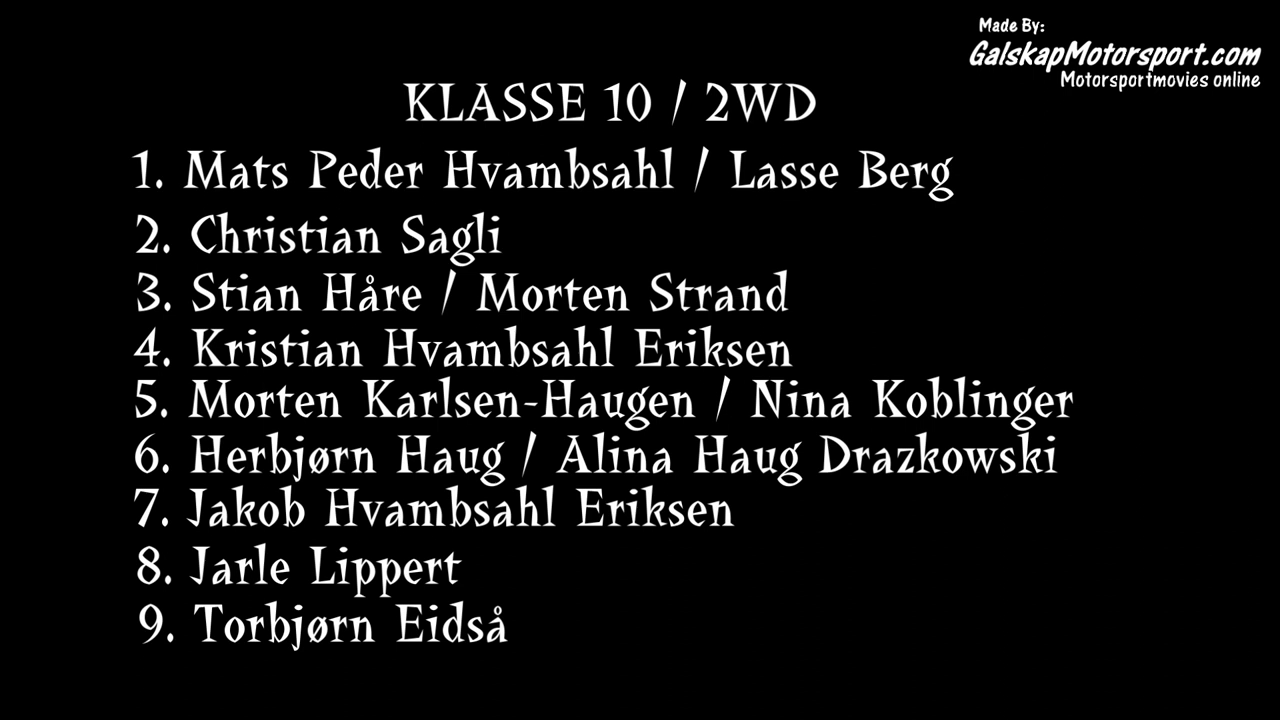 Made By:
GalskapMotorsport.com
Motorsportmovies online
KLASSE 10 / 2WD
1. Mats Peder Hvambsahl / Lasse Berg
2. Christian Sagli
3. Stian Håre / Morten Strand
4. Kristian Hvambsahl Eriksen
5. Morten Karlsen-Haugen / Nina Koblinger
6. Herbjørn Haug / Alina Haug Drazkowski
7. Jakob Hvambsahl Eriksen
8. Jarle Lippert
9. Torbjørn Eidså